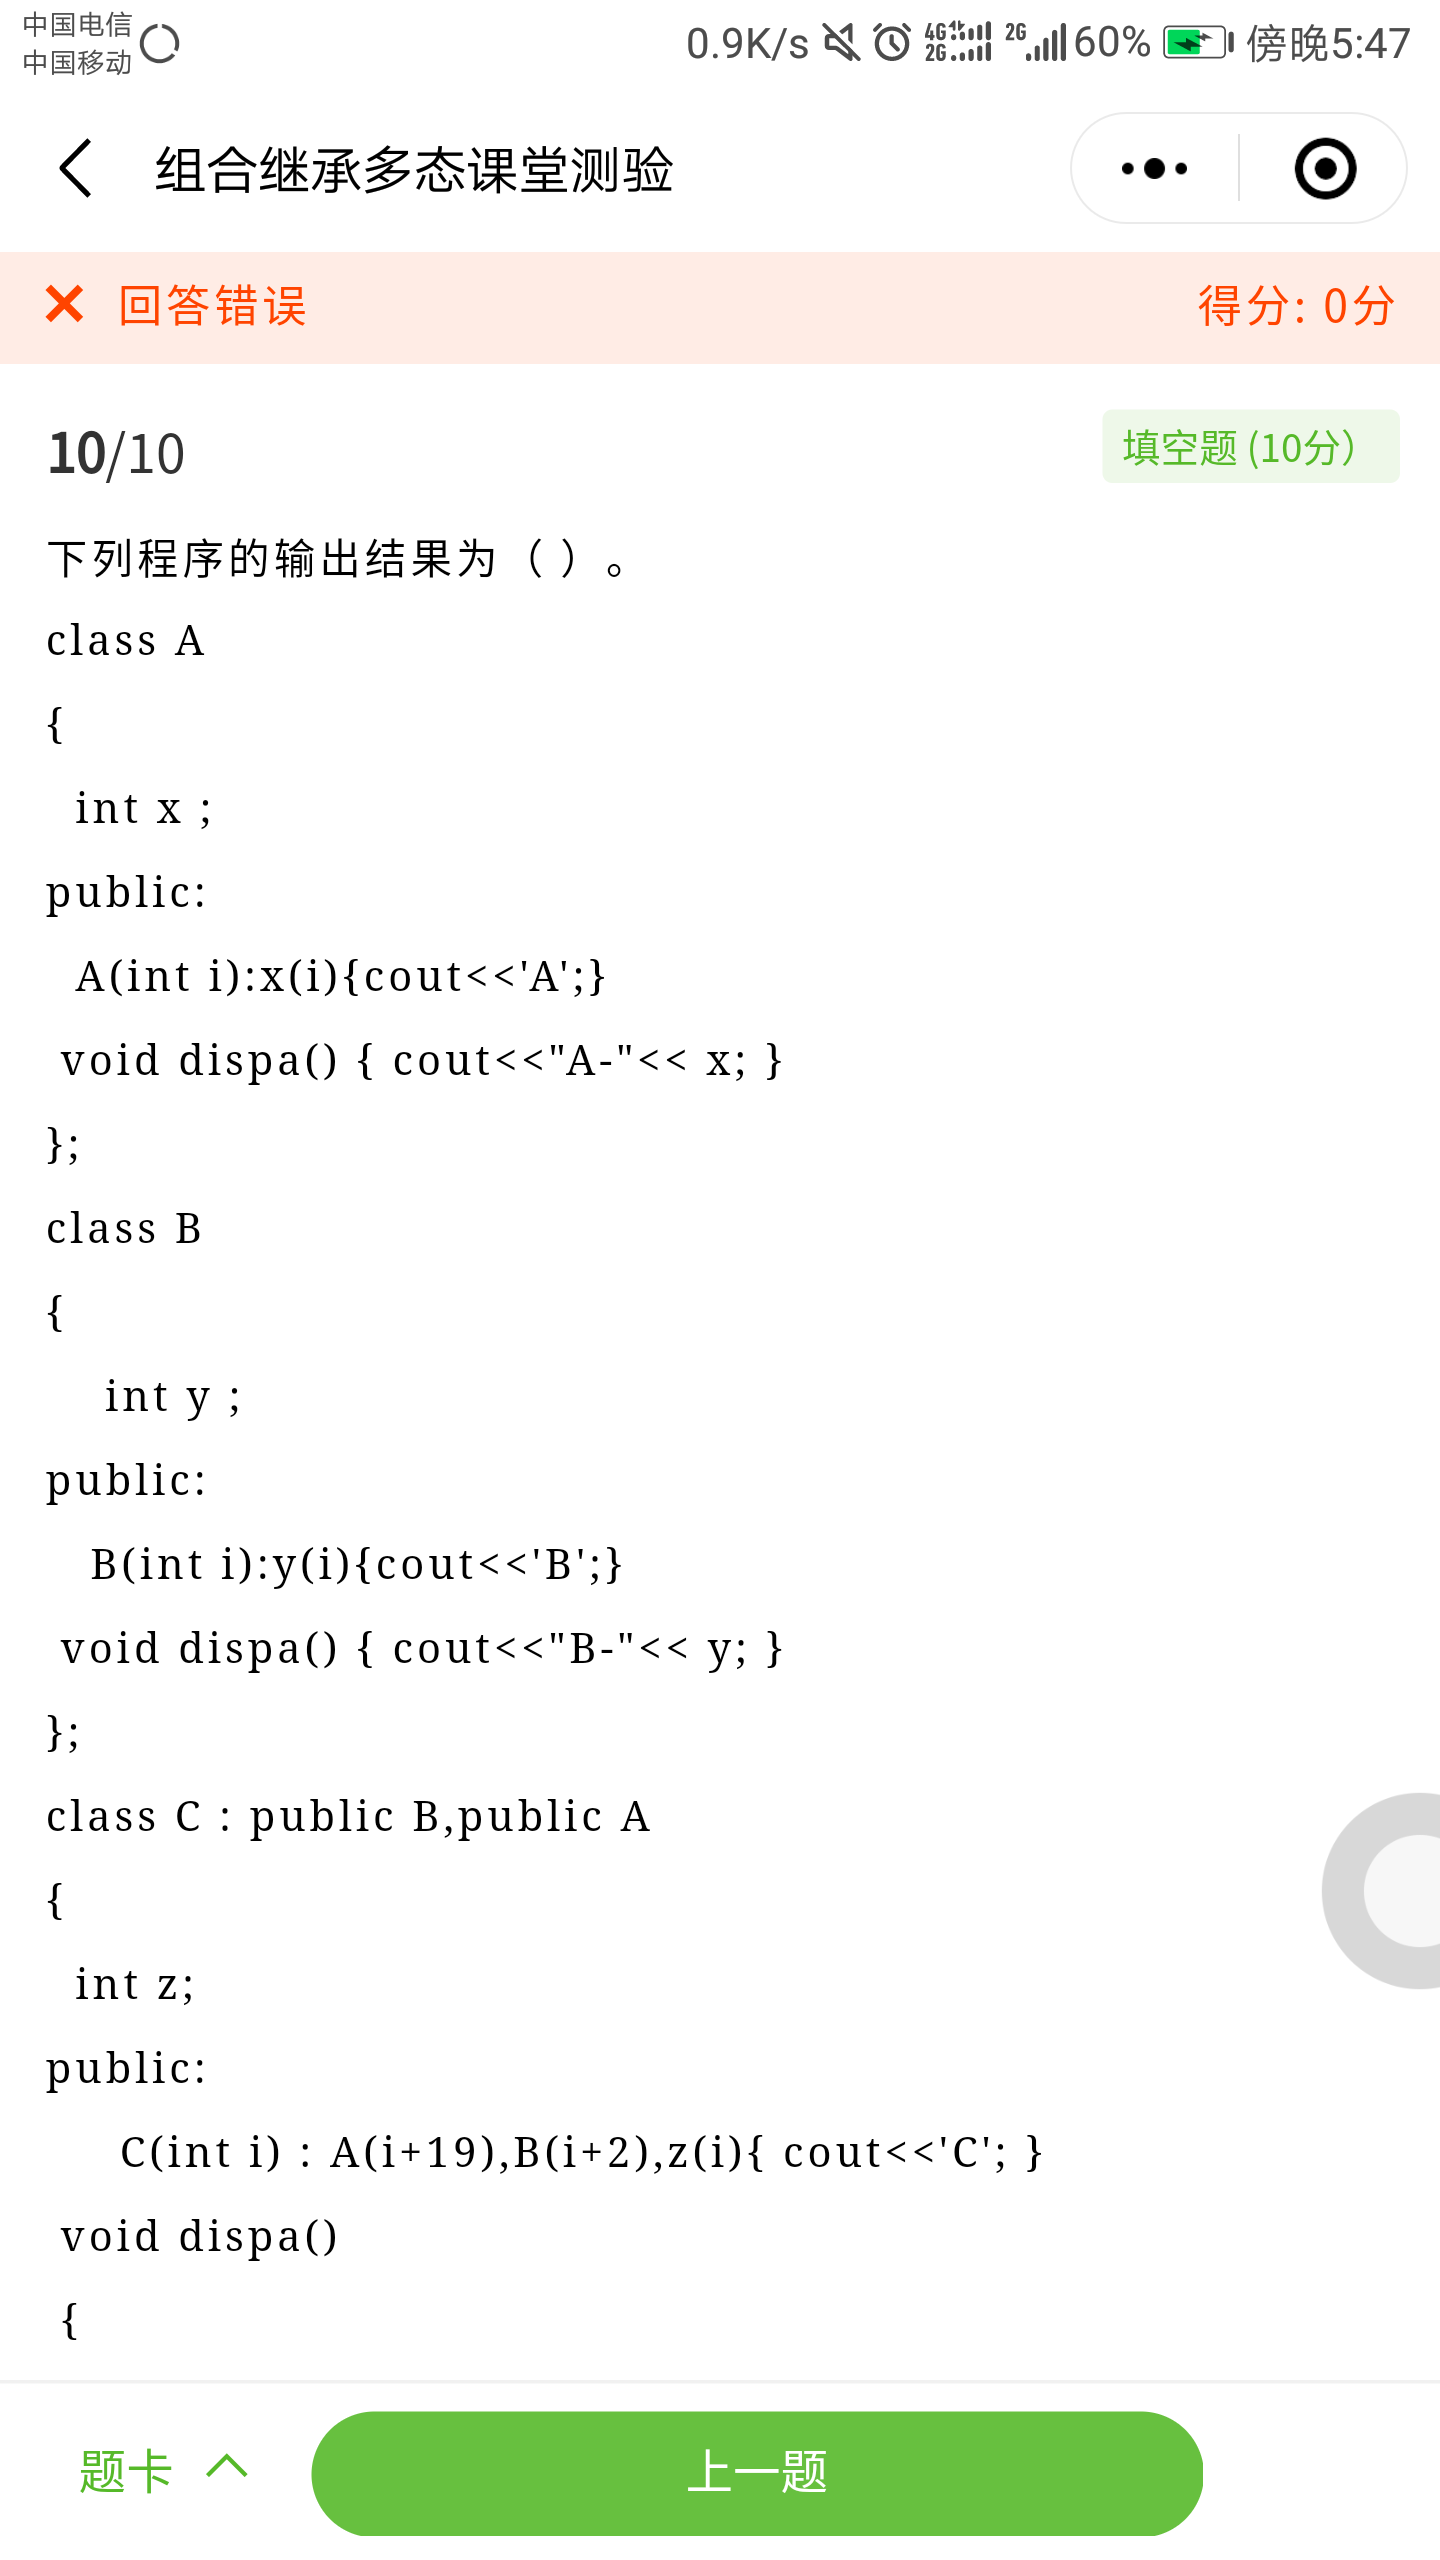 中国电信
中国移动
0.9K/s 4G 2G 2G 60% 傍晚5:47
组合继承多态课堂测验
回答错误 得分: 0分
10/10 填空题 (10分）
下列程序的输出结果为（ ）。
class A
{
int x ;
public:
A(int i):x(i){cout<<'A';}
void dispa() { cout<<"A-"<< x; }
};
class B
{
int y ;
public:
B(int i):y(i){cout<<'B';}
void dispa() { cout<<"B-"<< y; }
};
class C : public B,public A
{
int z;
public:
C(int i) : A(i+19),B(i+2),z(i){ cout<<'C'; }
void dispa()
{
题卡 上一题